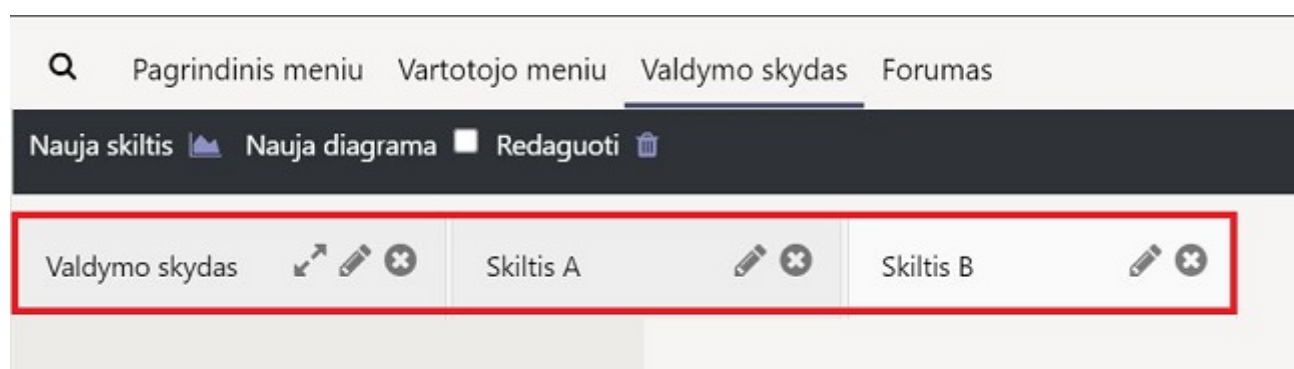 Pagrindinis meniu Vartotojo meniu Valdymo skydas Forumas
Nauja skiltis Nauja diagrama Redaguoti
Valdymo skydas Skiltis A Skiltis B